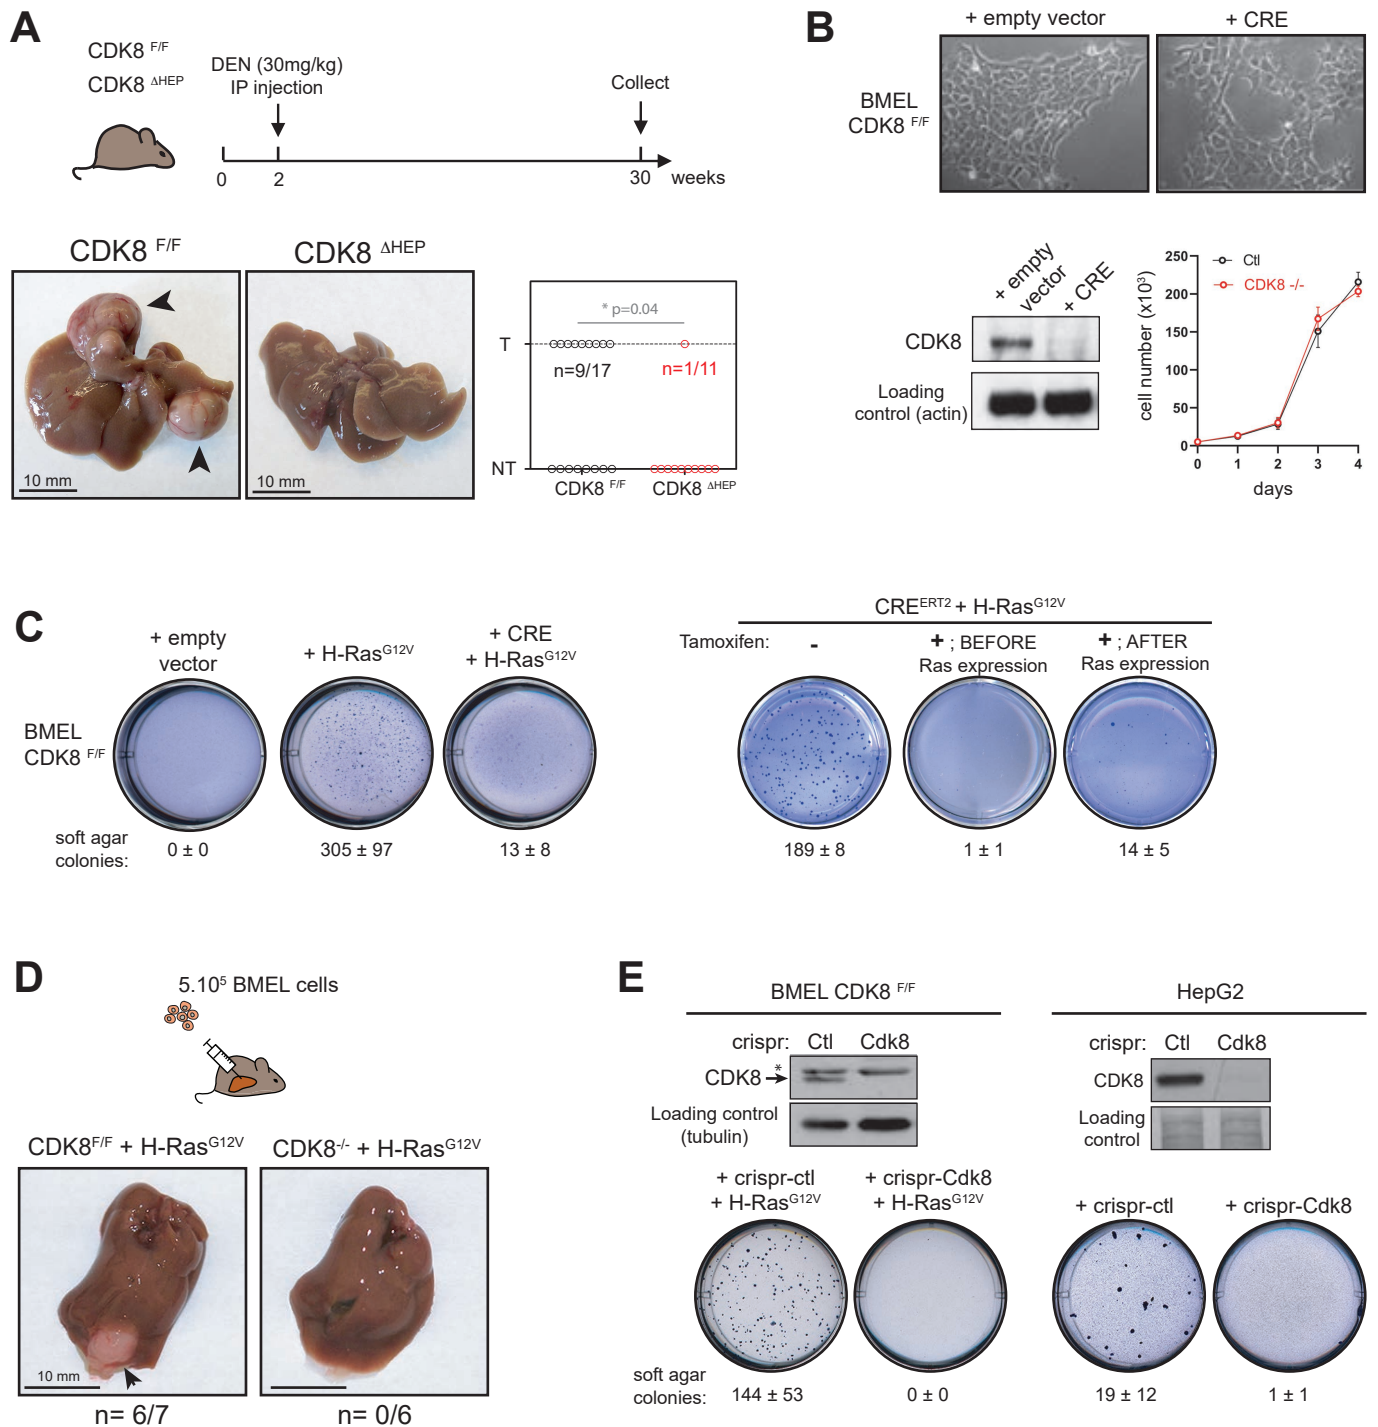 A
CDK8 F/F
CDK8 ΔHEP
DEN (30mg/kg)
IP injection
Collect
0
2
30
weeks
CDK8 F/F
CDK8 ΔHEP
10 mm
10 mm
* p=0.04
T
n=9/17
n=1/11
NT
CDK8 F/F
CDK8 ΔHEP
B
+ empty vector
+ CRE
BMEL
CDK8 F/F
+ empty
vector
+ CRE
CDK8
Loading
control (actin)
cell number (x10³)
250
200
150
100
50
0
Ctl
CDK8 -/-
0 1 2 3 4
days
C
+ empty
vector
+ H-RasG12V
+ CRE
+ H-RasG12V
BMEL
CDK8 F/F
soft agar
colonies:
0 ± 0
305 ± 97
13 ± 8
CREERT2 + H-RasG12V
Tamoxifen:
-
+ ; BEFORE
Ras expression
+ ; AFTER
Ras expression
189 ± 8
1 ± 1
14 ± 5
D
5.10⁵ BMEL cells
CDK8F/F + H-RasG12V
CDK8-/- + H-RasG12V
10 mm
n= 6/7
n= 0/6
E
BMEL CDK8 F/F
crispr: Ctl Cdk8
CDK8
*
Loading control
(tubulin)
+ crispr-ctl
+ H-RasG12V
+ crispr-Cdk8
+ H-RasG12V
soft agar
colonies:
144 ± 53
0 ± 0
HepG2
crispr: Ctl Cdk8
CDK8
Loading
control
+ crispr-ctl
+ crispr-Cdk8
19 ± 12
1 ± 1